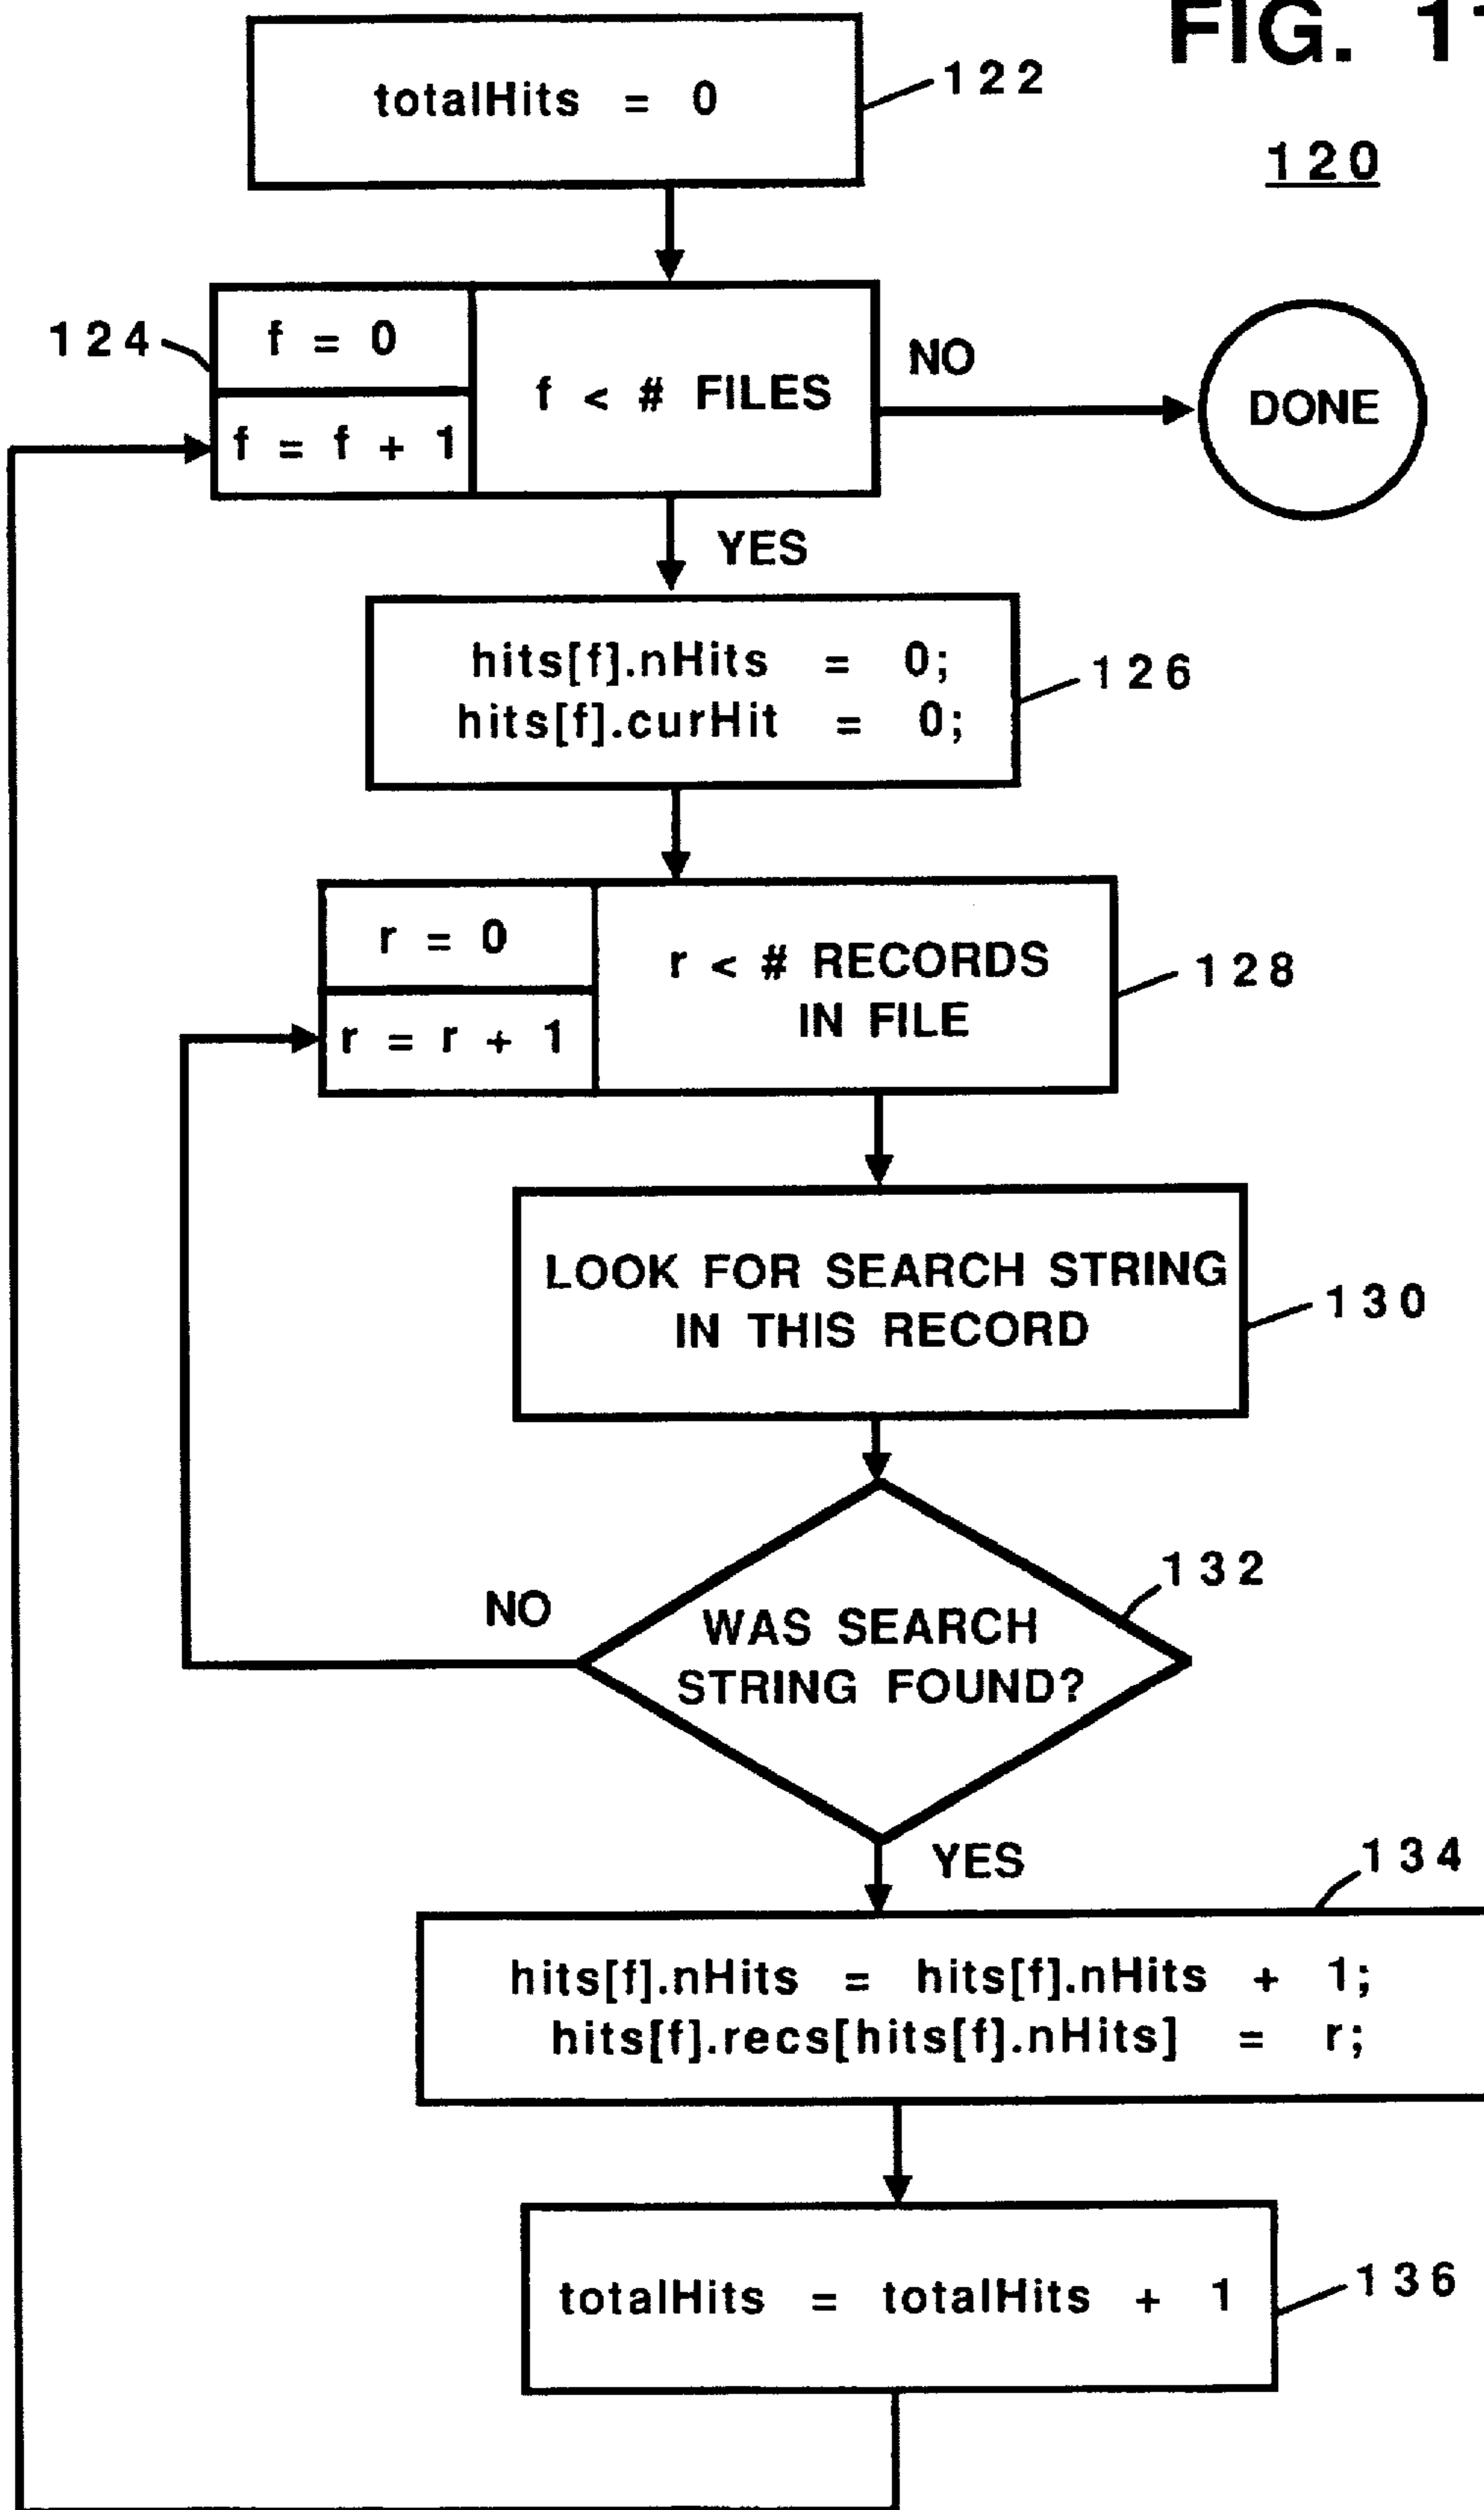 FIG. 11
totalHits = 0
122
120
124
f = 0
f < # FILES
f = f + 1
NO
DONE
YES
hits[f].nHits = 0;
hits[f].curHit = 0;
126
r = 0
r < # RECORDS
IN FILE
r = r + 1
128
LOOK FOR SEARCH STRING
IN THIS RECORD
130
132
NO
WAS SEARCH
STRING FOUND?
YES
134
hits[f].nHits = hits[f].nHits + 1;
hits[f].recs[hits[f].nHits] = r;
totalHits = totalHits + 1
136